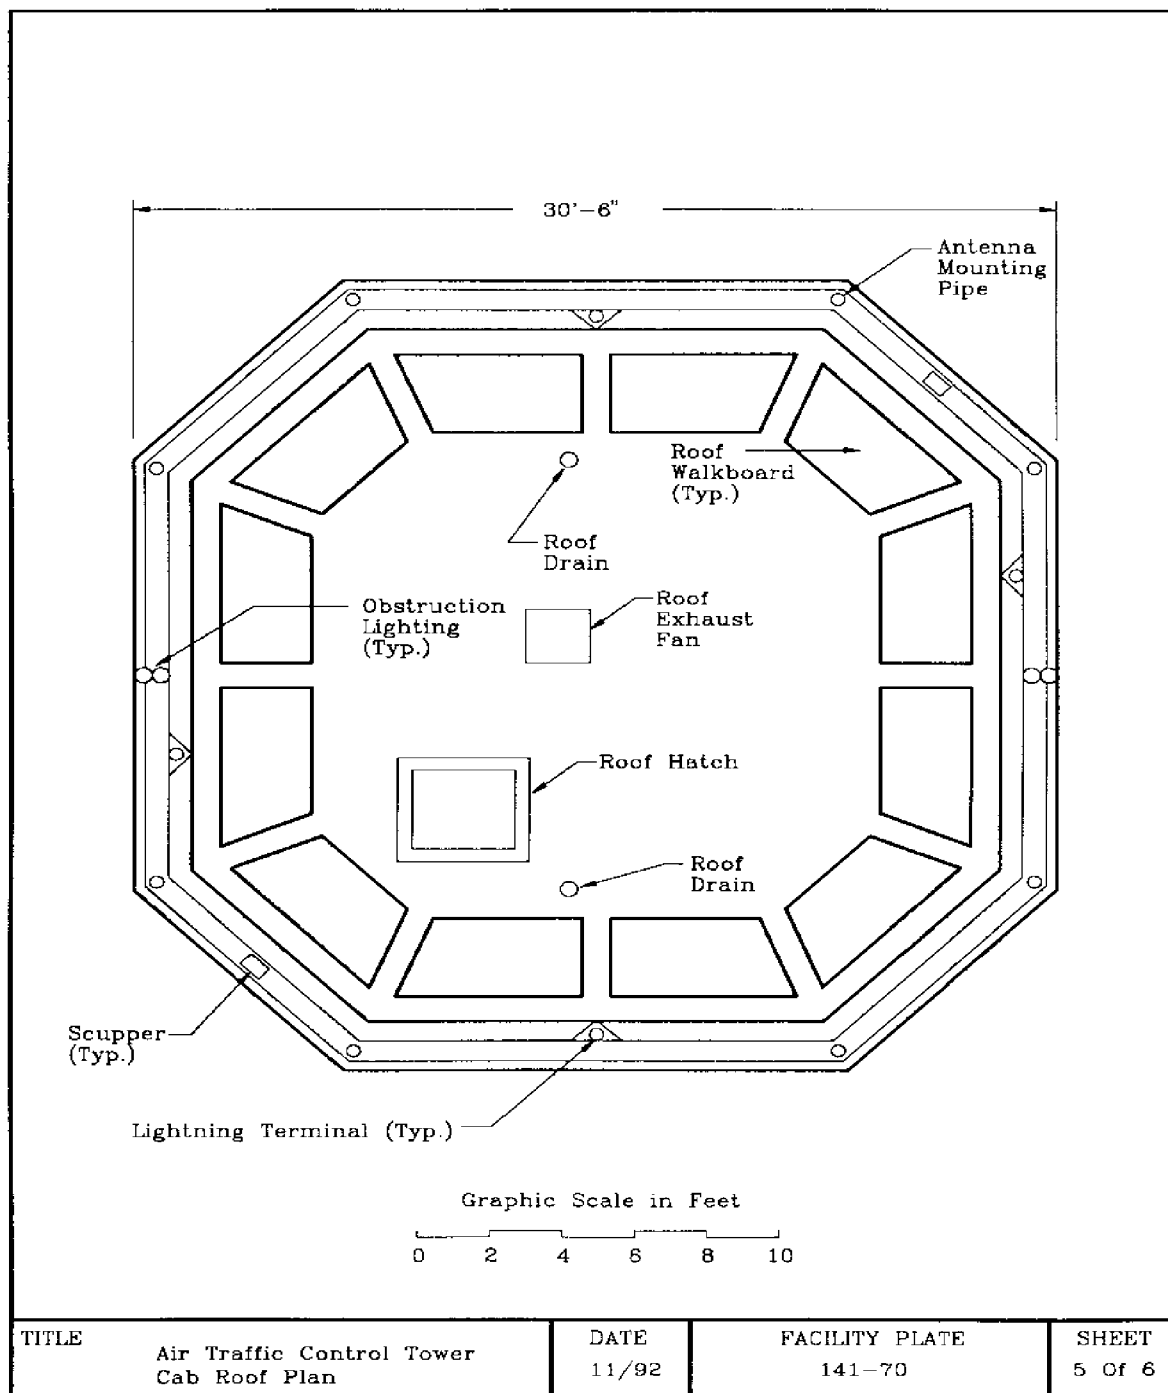 30'-6"
Antenna
Mounting
Pipe
Roof
Walkboard
(Typ.)
Roof
Drain
Obstruction
Lighting
(Typ.)
Roof
Exhaust
Fan
Roof Hatch
Roof
Drain
Scupper
(Typ.)
Lightning Terminal (Typ.)
Graphic Scale in Feet
0 2 4 6 8 10
TITLE
Air Traffic Control Tower
Cab Roof Plan
DATE
11/92
FACILITY PLATE
141-70
SHEET
5 Of 6